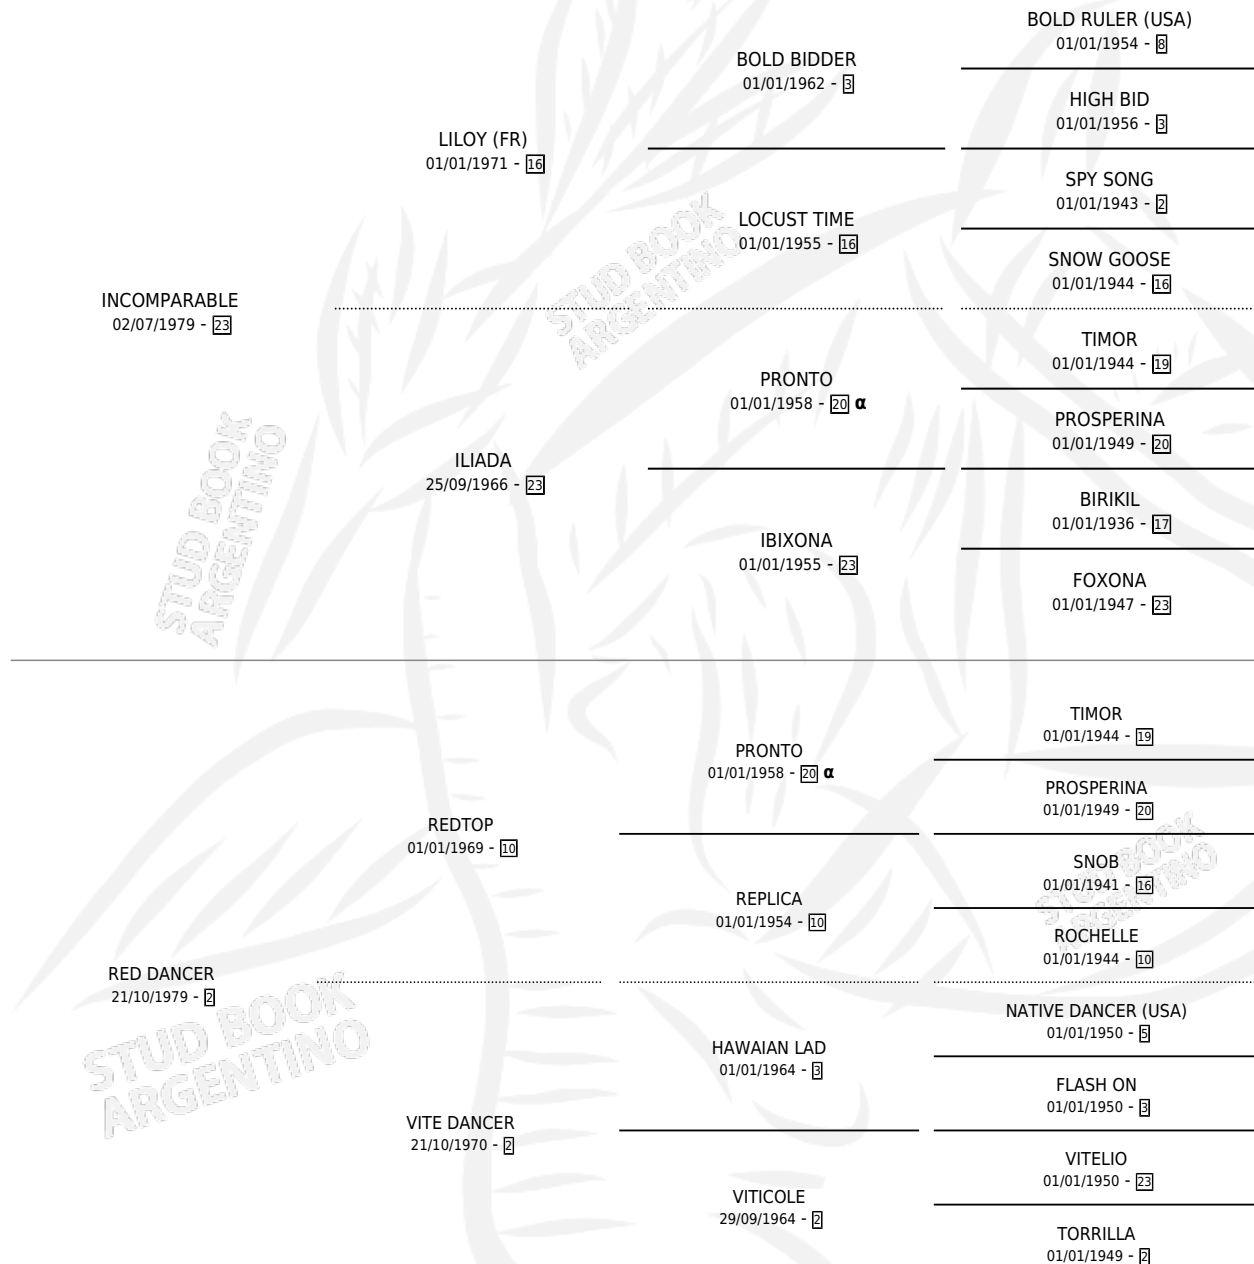 BOLD RULER (USA)
01/01/1954 - 8
BOLD BIDDER
01/01/1962 - 3
HIGH BID
01/01/1956 - 3
LILOY (FR)
01/01/1971 - 16
SPY SONG
01/01/1943 - 2
LOCUST TIME
01/01/1955 - 16
SNOW GOOSE
01/01/1944 - 16
INCOMPARABLE
02/07/1979 - 23
TIMOR
01/01/1944 - 19
PRONTO
01/01/1958 - 20 α
PROSPERINA
01/01/1949 - 20
ILIADA
25/09/1966 - 23
BIRIKIL
01/01/1936 - 17
IBIXONA
01/01/1955 - 23
FOXONA
01/01/1947 - 23
STUD BOOK
ARGENTINO
STUD BOOK
ARGENTINO
TIMOR
01/01/1944 - 19
PRONTO
01/01/1958 - 20 α
PROSPERINA
01/01/1949 - 20
REDTOP
01/01/1969 - 10
SNOB
01/01/1941 - 16
REPLICA
01/01/1954 - 10
ROCHELLE
01/01/1944 - 10
RED DANCER
21/10/1979 - 2
NATIVE DANCER (USA)
01/01/1950 - 5
HAWAIAN LAD
01/01/1964 - 3
FLASH ON
01/01/1950 - 3
VITE DANCER
21/10/1970 - 2
VITELIO
01/01/1950 - 23
VITICOLE
29/09/1964 - 2
TORRILLA
01/01/1949 - 2
STUD BOOK
ARGENTINO
STUD BOOK
ARGENTINO